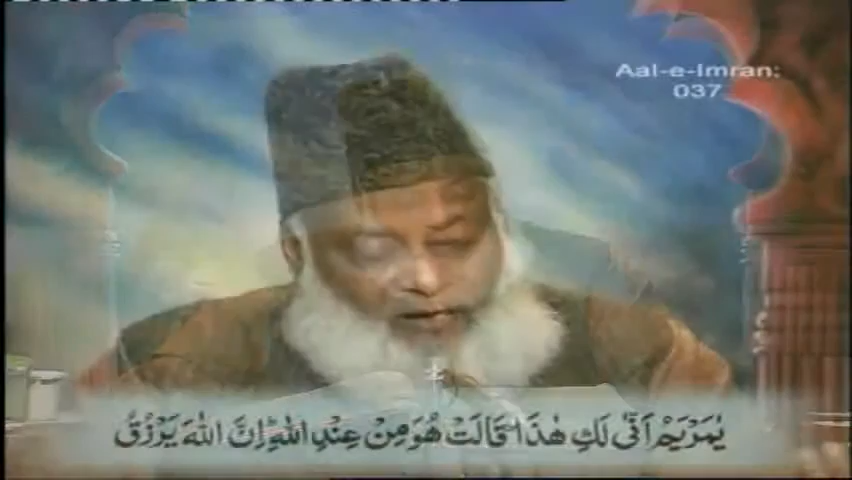 Aal-e-Imran:
037
يٰمَرْيَمُ اَنّٰى لَكِ هٰذَا ؕ قَالَتْ هُوَ مِنْ عِنْدِ اللّٰهِ ؕ اِنَّ اللّٰهَ يَرْزُقُ